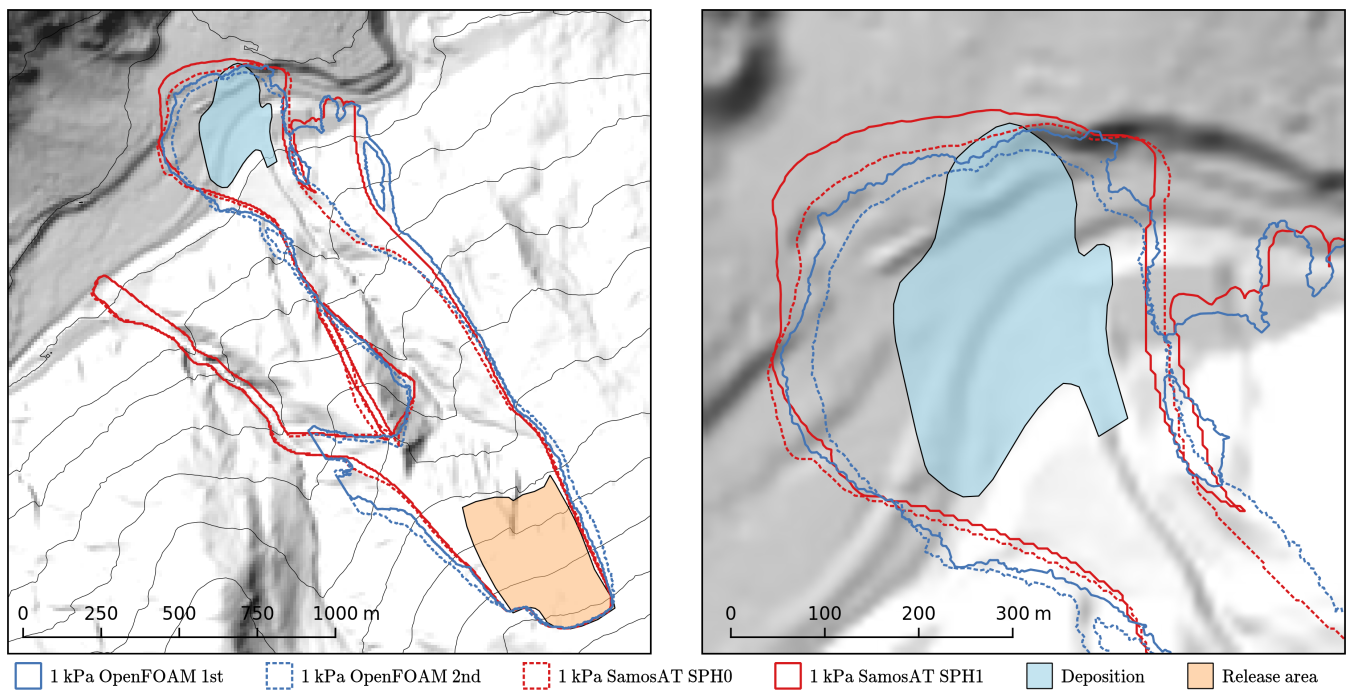 0 250 500 750 1000 m
0 100 200 300 m
1 kPa OpenFOAM 1st 1 kPa OpenFOAM 2nd 1 kPa SamosAT SPH0 1 kPa SamosAT SPH1 Deposition Release area